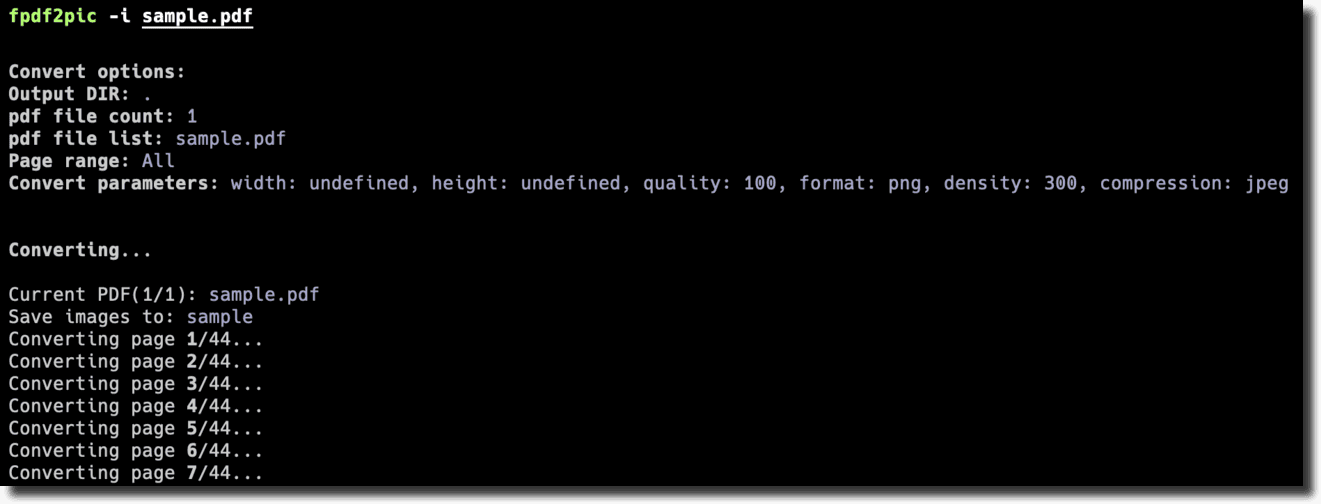 fpdf2pic -i sample.pdf
Convert options:
Output DIR: .
pdf file count: 1
pdf file list: sample.pdf
Page range: All
Convert parameters: width: undefined, height: undefined, quality: 100, format: png, density: 300, compression: jpeg
Converting...
Current PDF(1/1): sample.pdf
Save images to: sample
Converting page 1/44...
Converting page 2/44...
Converting page 3/44...
Converting page 4/44...
Converting page 5/44...
Converting page 6/44...
Converting page 7/44...